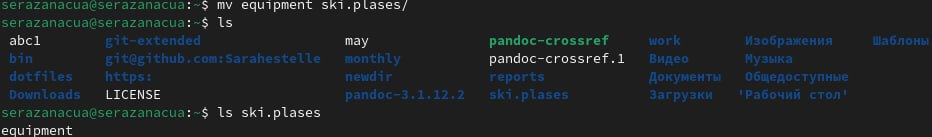 serazanacua@serazanacua:~$ mv equipment ski.plases/
serazanacua@serazanacua:~$ ls
abc1 git-extended may pandoc-crossref work Изображения Шаблоны
bin git@github.com:Sarahestelle monthly pandoc-crossref.1 Видео Музыка
dotfiles https: newdir reports Документы Общедоступные
Downloads LICENSE pandoc-3.1.12.2 ski.plases Загрузки 'Рабочий стол'
serazanacua@serazanacua:~$ ls ski.plases
equipment